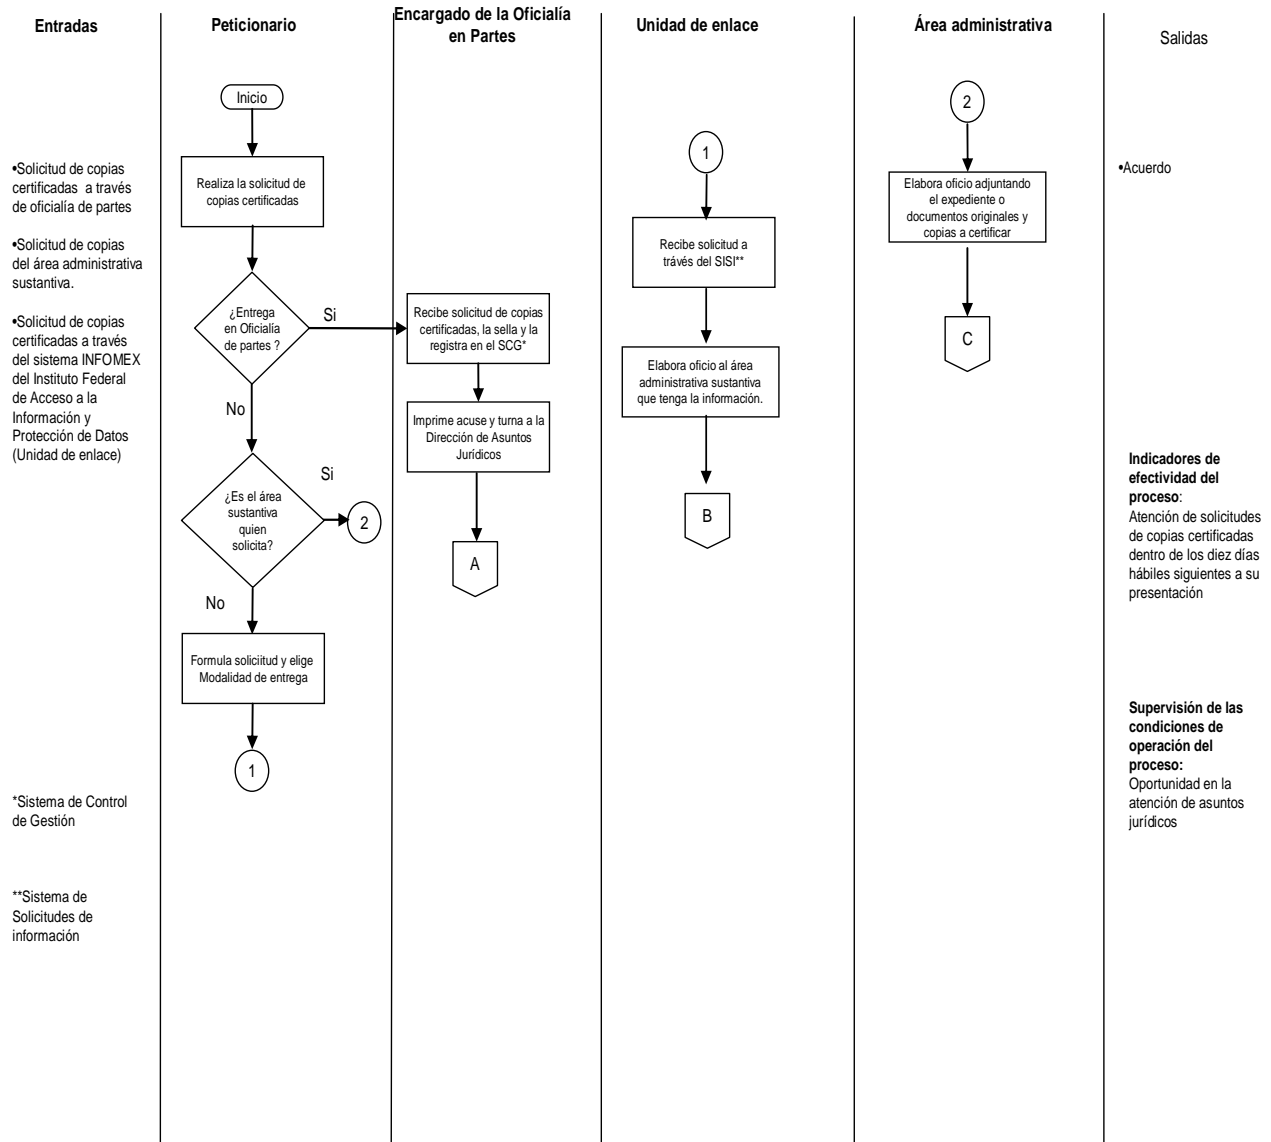 Entradas
Peticionario
Encargado de la Oficialía
en Partes
Unidad de enlace
Área administrativa
Salidas
•Solicitud de copias
certificadas a través
de oficialía de partes
•Solicitud de copias
del área administrativa
sustantiva.
•Solicitud de copias
certificadas a través
del sistema INFOMEX
del Instituto Federal
de Acceso a la
Información y
Protección de Datos
(Unidad de enlace)
*Sistema de Control
de Gestión
**Sistema de
Solicitudes de
información
Inicio
Realiza la solicitud de
copias certificadas
¿Entrega
en Oficialía
de partes ?
Si
No
¿Es el área
sustantiva
quien
solicita?
Si
2
No
Formula soliciitud y elige
Modalidad de entrega
1
Recibe solicitud de copias
certificadas, la sella y la
registra en el SCG*
Imprime acuse y turna a la
Dirección de Asuntos
Jurídicos
A
1
Recibe solicitud a
trávés del SISI**
Elabora oficio al área
administrativa sustantiva
que tenga la información.
B
2
Elabora oficio adjuntando
el expediente o
documentos originales y
copias a certificar
C
•Acuerdo
Indicadores de
efectividad del
proceso:
Atención de solicitudes
de copias certificadas
dentro de los diez días
hábiles siguientes a su
presentación
Supervisión de las
condiciones de
operación del
proceso:
Oportunidad en la
atención de asuntos
jurídicos